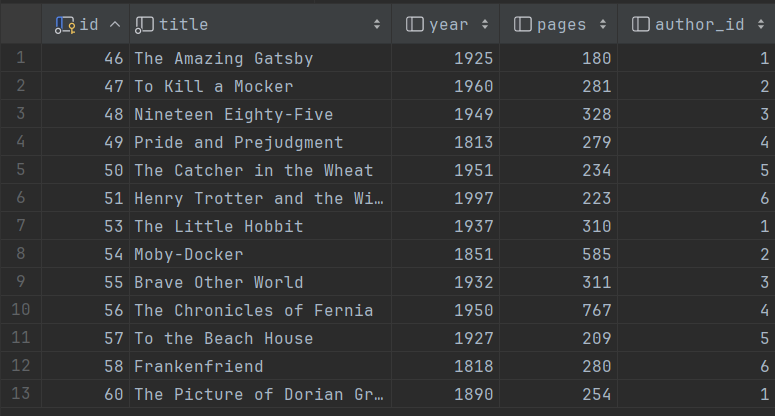 id title year pages author_id
1 46 The Amazing Gatsby 1925 180 1
2 47 To Kill a Mocker 1960 281 2
3 48 Nineteen Eighty-Five 1949 328 3
4 49 Pride and Prejudgment 1813 279 4
5 50 The Catcher in the Wheat 1951 234 5
6 51 Henry Trotter and the Wi… 1997 223 6
7 53 The Little Hobbit 1937 310 1
8 54 Moby-Docker 1851 585 2
9 55 Brave Other World 1932 311 3
10 56 The Chronicles of Fernia 1950 767 4
11 57 To the Beach House 1927 209 5
12 58 Frankenfriend 1818 280 6
13 60 The Picture of Dorian Gr… 1890 254 1